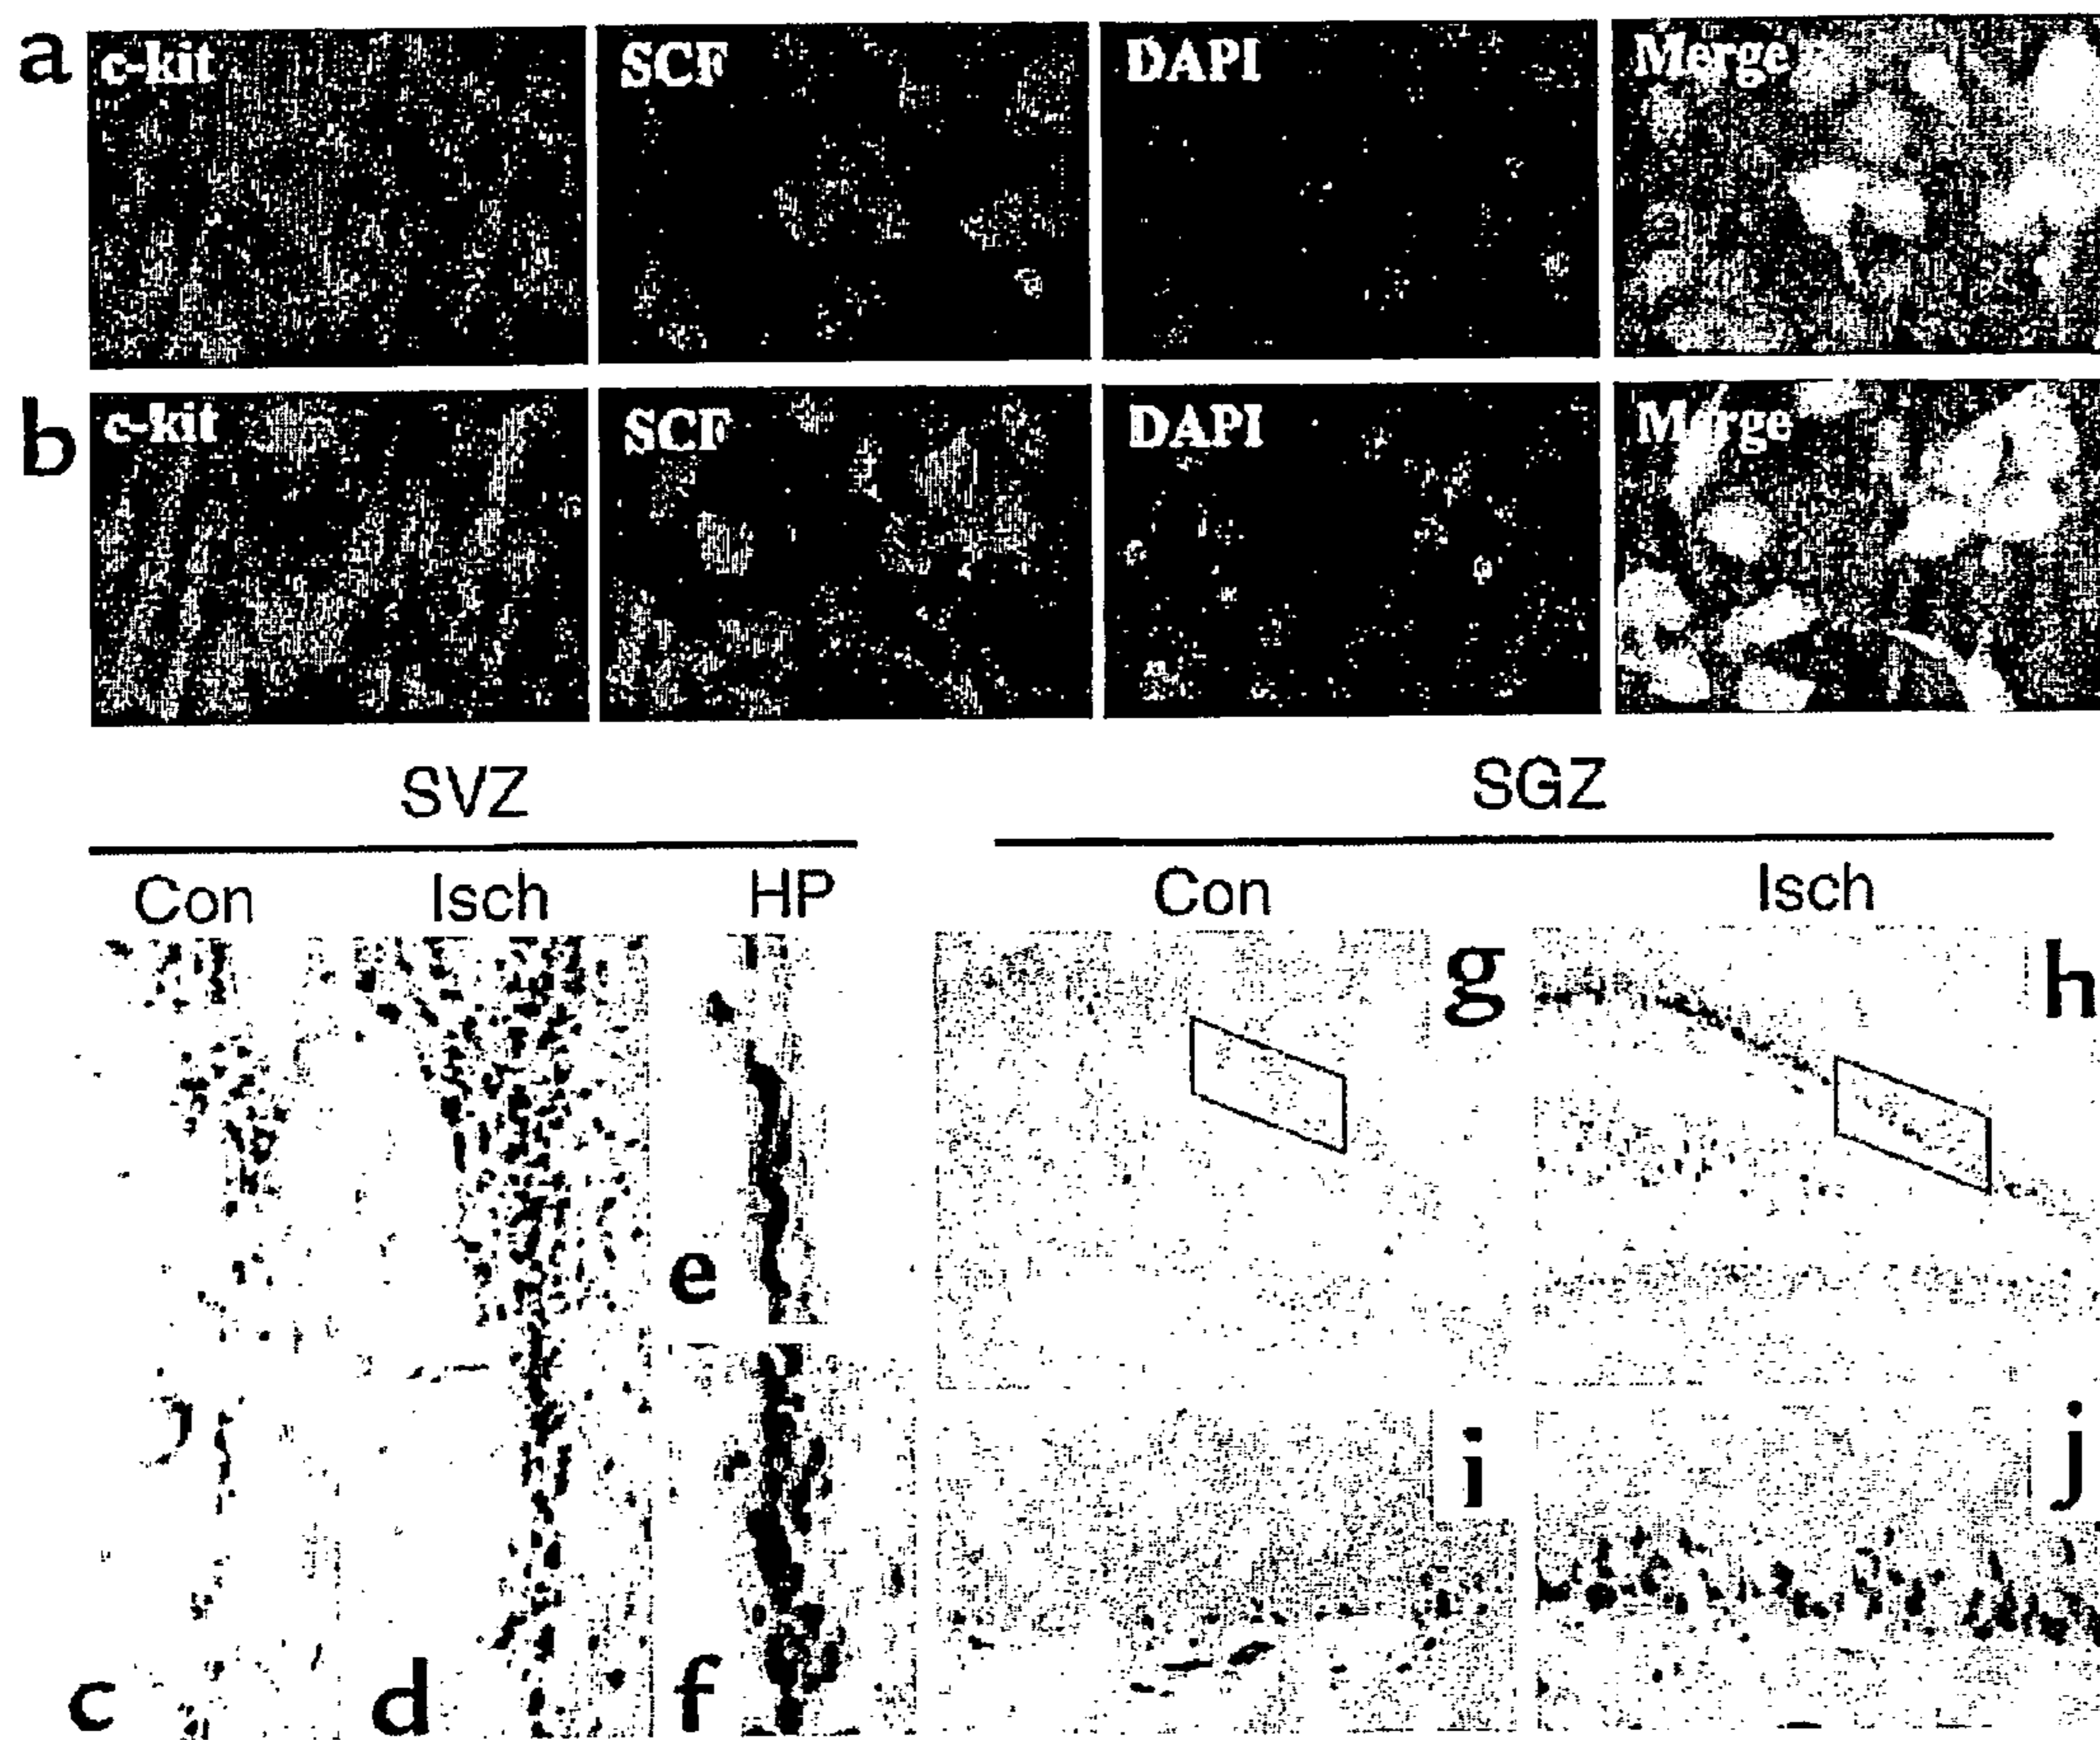 a c-kit SCF DAPI Merge
b c-kit SCF DAPI Merge
SVZ SGZ
Con Isch HP Con Isch
g h
e
i j
c d f